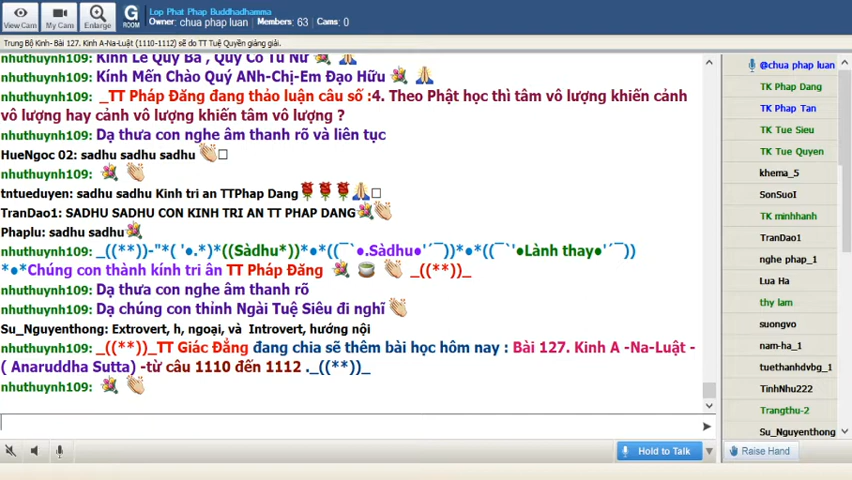 View Cam
My Cam
Enlarge
G
ROOM
Lop Phat Phap Buddhadhamma
Owner: chua phap luan Members: 63 Cams: 0
Trung Bộ Kinh- Bài 127. Kinh A-Na-Luật (1110-1112) sẽ do TT Tuệ Quyền giảng giải.
nhuthuynh109: Kính Lễ Quý Bà , Quý Cô Tu Nữ
nhuthuynh109: Kính Mến Chào Quý ANh-Chị-Em Đạo Hữu
nhuthuynh109: _TT Pháp Đăng đang thảo luận câu số :4. Theo Phật học thì tâm vô lượng khiến cảnh
vô lượng hay cảnh vô lượng khiến tâm vô lượng ?
nhuthuynh109: Dạ thưa con nghe âm thanh rõ và liên tục
HueNgoc 02: sadhu sadhu sadhu
nhuthuynh109:
tntueduyen: sadhu sadhu Kinh tri an TTPhap Dang
TranDao1: SADHU SADHU CON KINH TRI AN TT PHAP DANG
Phaplu: sadhu sadhu
nhuthuynh109: _((**))-"*( '●.*)*((Sàdhu*))*●*((¯`●.Sàdhu●'´¯))*●*((¯`'●Lành thay●'´¯))
*●*Chúng con thành kính tri ân TT Pháp Đăng _((**))_
nhuthuynh109: Dạ thưa con nghe âm thanh rõ
nhuthuynh109: Dạ chúng con thỉnh Ngài Tuệ Siêu đi nghĩ
Su_Nguyenthong: Extrovert, h, ngoại, và Introvert, hướng nội
nhuthuynh109: _((**))_TT Giác Đẳng đang chia sẽ thêm bài học hôm nay : Bài 127. Kinh A -Na-Luật -
( Anaruddha Sutta) -từ câu 1110 đến 1112 ._((**))_
nhuthuynh109:
@chua phap luan
TK Phap Dang
TK Phap Tan
TK Tue Sieu
TK Tue Quyen
khema_5
SonSuoI
TK minhhanh
TranDao1
nghe phap_1
Lua Ha
thy lam
suongvo
nam-ha_1
tuethanhdvbg_1
TinhNhu222
Trangthu-2
Su_Nguyenthong
Hold to Talk
Raise Hand